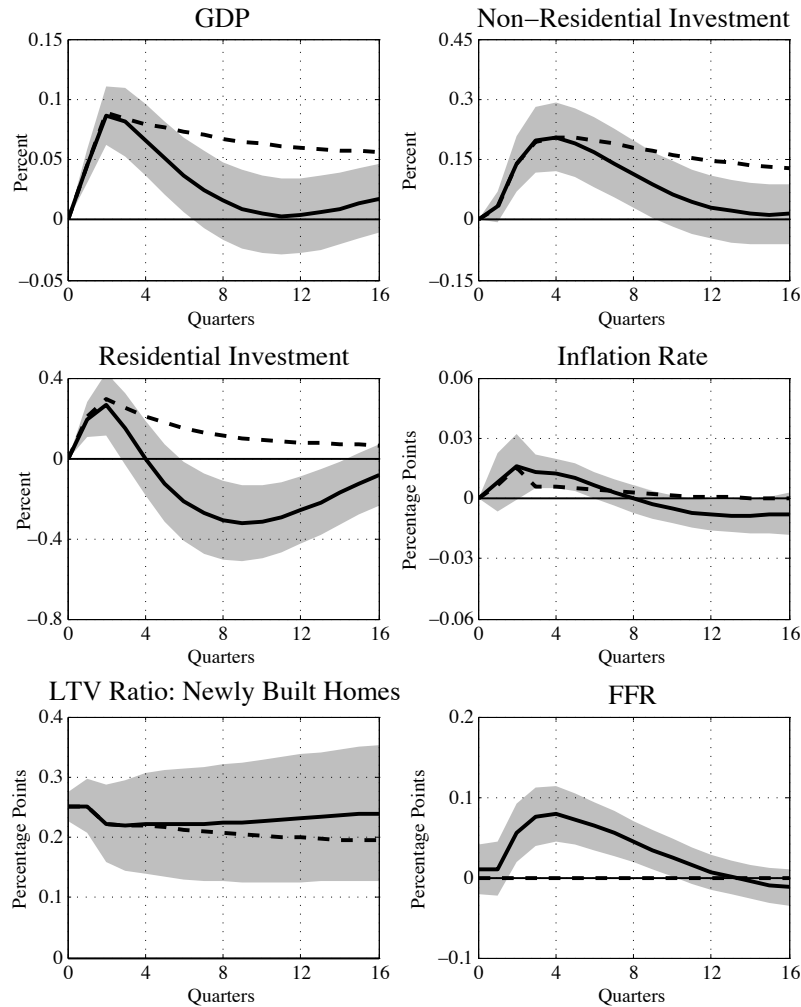 GDP
0.15
0.1
0.05
0
−0.05
Percent
0 4 8 12 16
Quarters
Non−Residential Investment
0.45
0.3
0.15
0
−0.15
Percent
0 4 8 12 16
Quarters
Residential Investment
0.4
0
−0.4
−0.8
Percent
0 4 8 12 16
Quarters
Inflation Rate
0.06
0.03
0
−0.03
−0.06
Percentage Points
0 4 8 12 16
Quarters
LTV Ratio: Newly Built Homes
0.4
0.3
0.2
0.1
0
Percentage Points
0 4 8 12 16
Quarters
FFR
0.2
0.1
0
−0.1
Percentage Points
0 4 8 12 16
Quarters